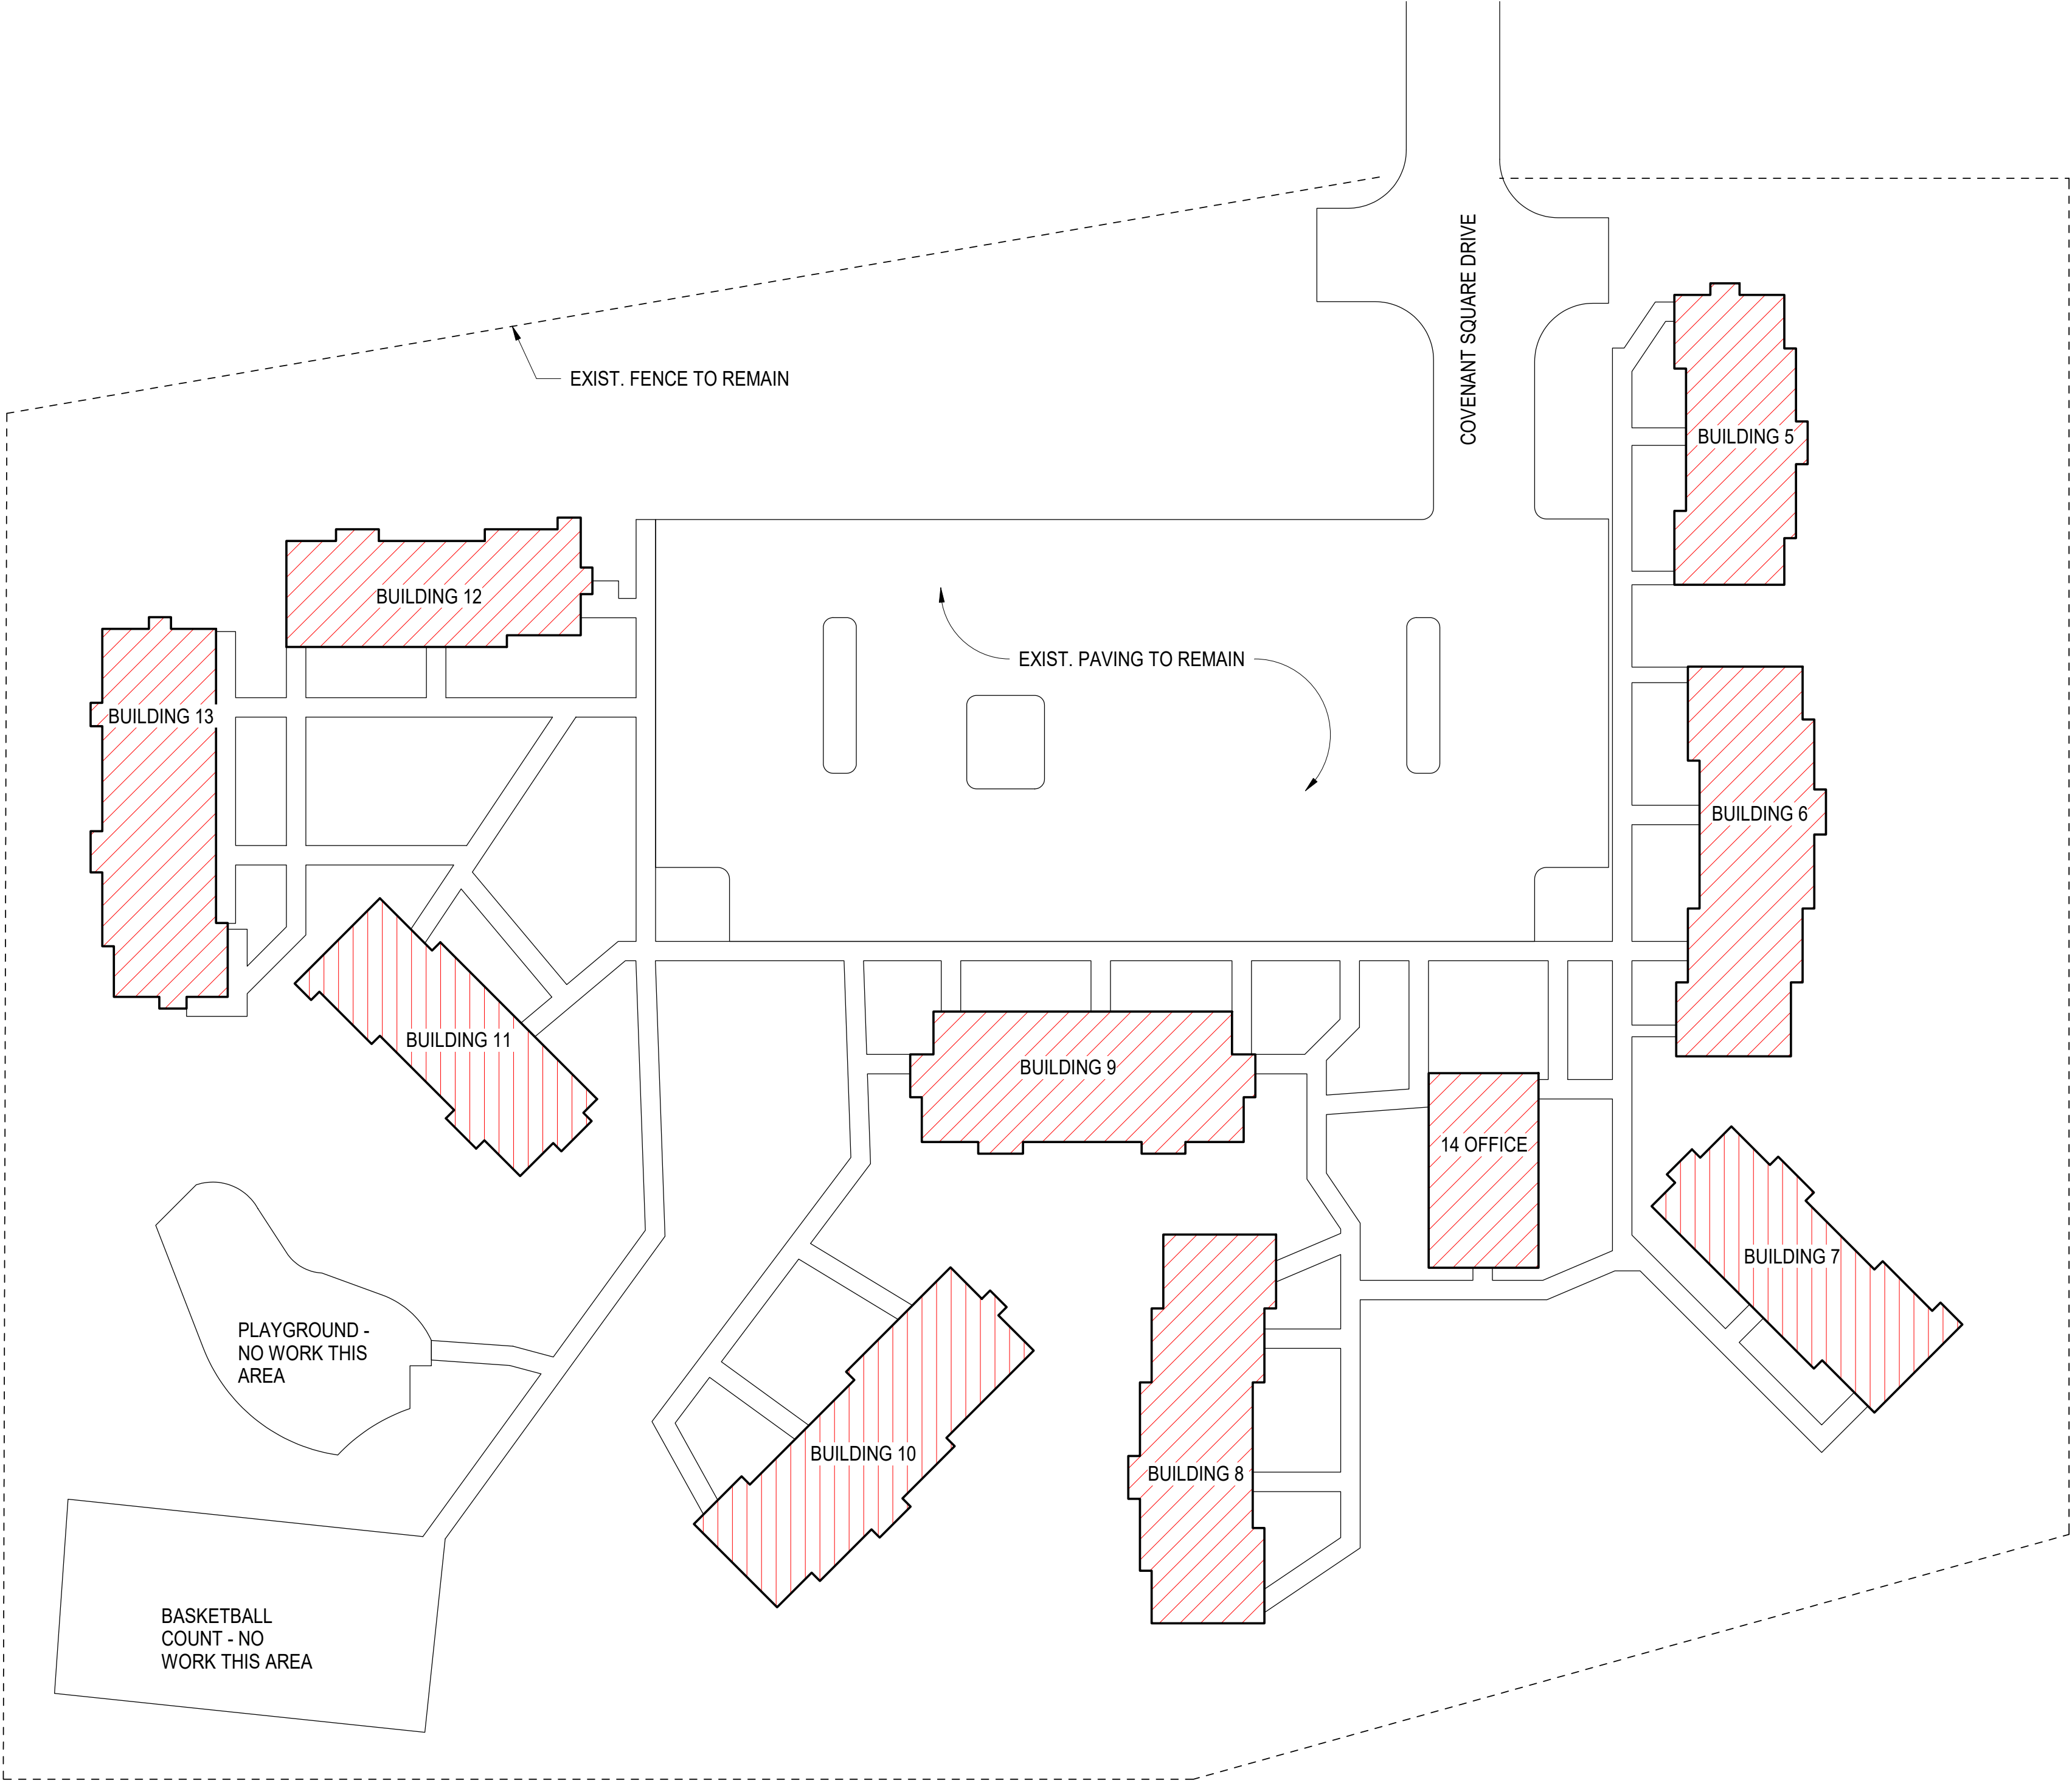 COVENANT SQUARE DRIVE
EXIST. FENCE TO REMAIN
BUILDING 5
BUILDING 12
EXIST. PAVING TO REMAIN
BUILDING 13
BUILDING 6
BUILDING 11
BUILDING 9
14 OFFICE
BUILDING 7
PLAYGROUND -
NO WORK THIS
AREA
BUILDING 10
BUILDING 8
BASKETBALL
COUNT - NO
WORK THIS AREA